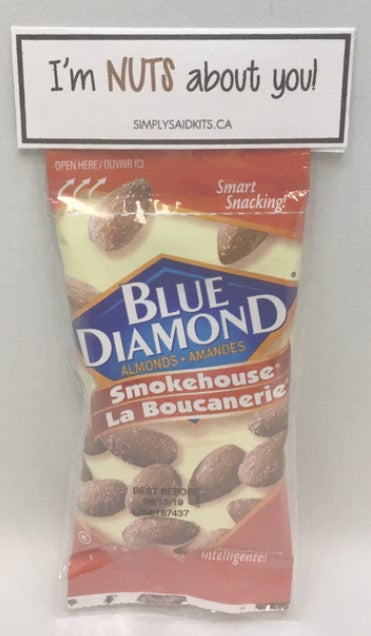 I'm NUTS about you!
SIMPLYSAIDKITS.CA
OPEN HERE / OUVRIR ICI
Smart
Snacking!
BLUE
DIAMOND
ALMONDS • AMANDES
Smokehouse®
La Boucanerie
BEST BEFORE
L058187437
intelligente!